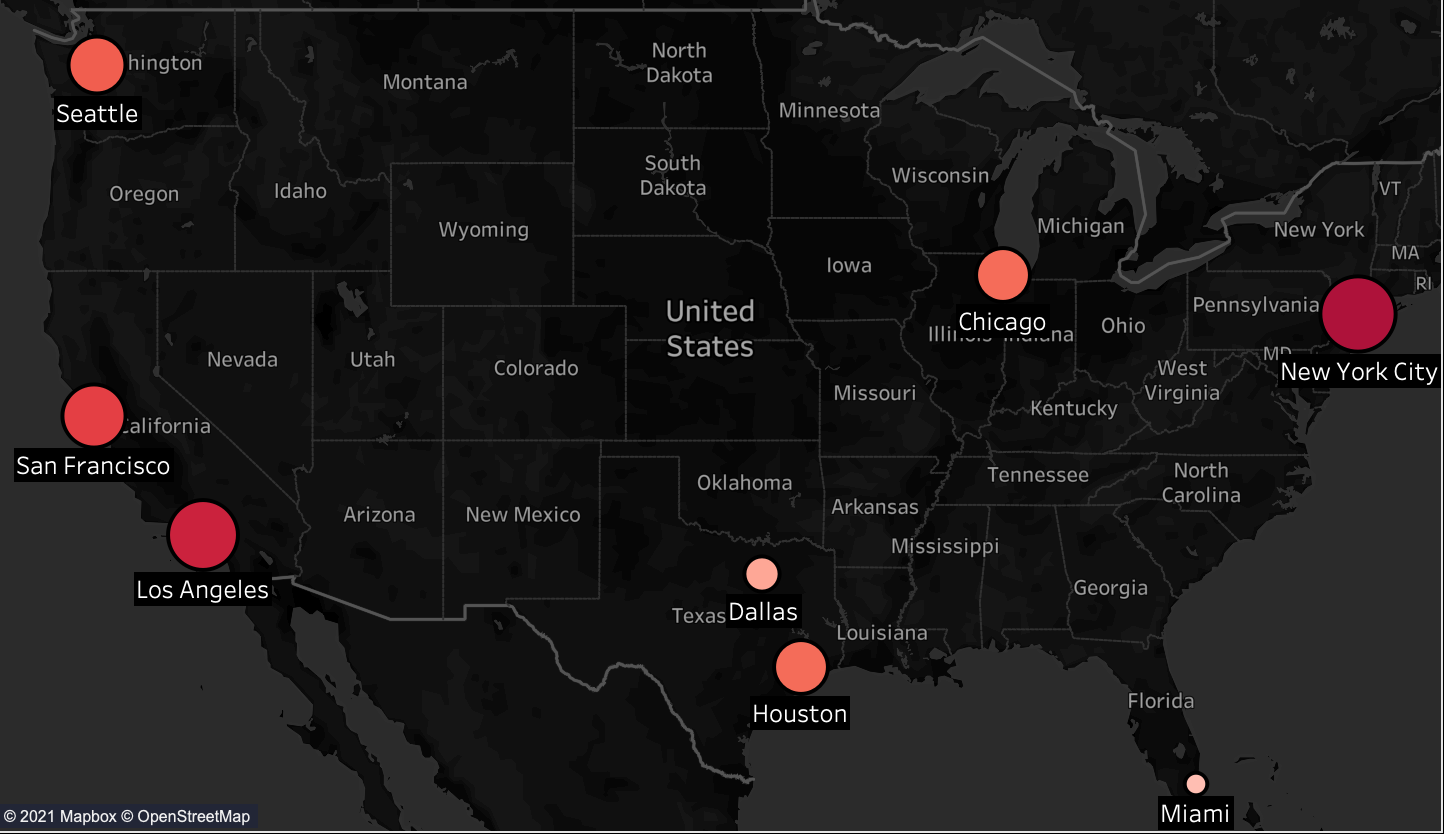 North
Dakota
hington
Montana
Seattle
Minnesota
South
Dakota
Wisconsin
VT
Oregon
Idaho
Wyoming
Michigan
New York
MA
Iowa
RI
United
States
Pennsylvania
Chicago
Ohio
Illinois Indiana
MD
Nevada
Utah
Colorado
West
Virginia
New York City
Missouri
Kentucky
California
San Francisco
Oklahoma
Tennessee
North
Carolina
Arizona
New Mexico
Arkansas
Mississippi
Los Angeles
Georgia
Texas
Dallas
Louisiana
Houston
Florida
Miami
© 2021 Mapbox © OpenStreetMap